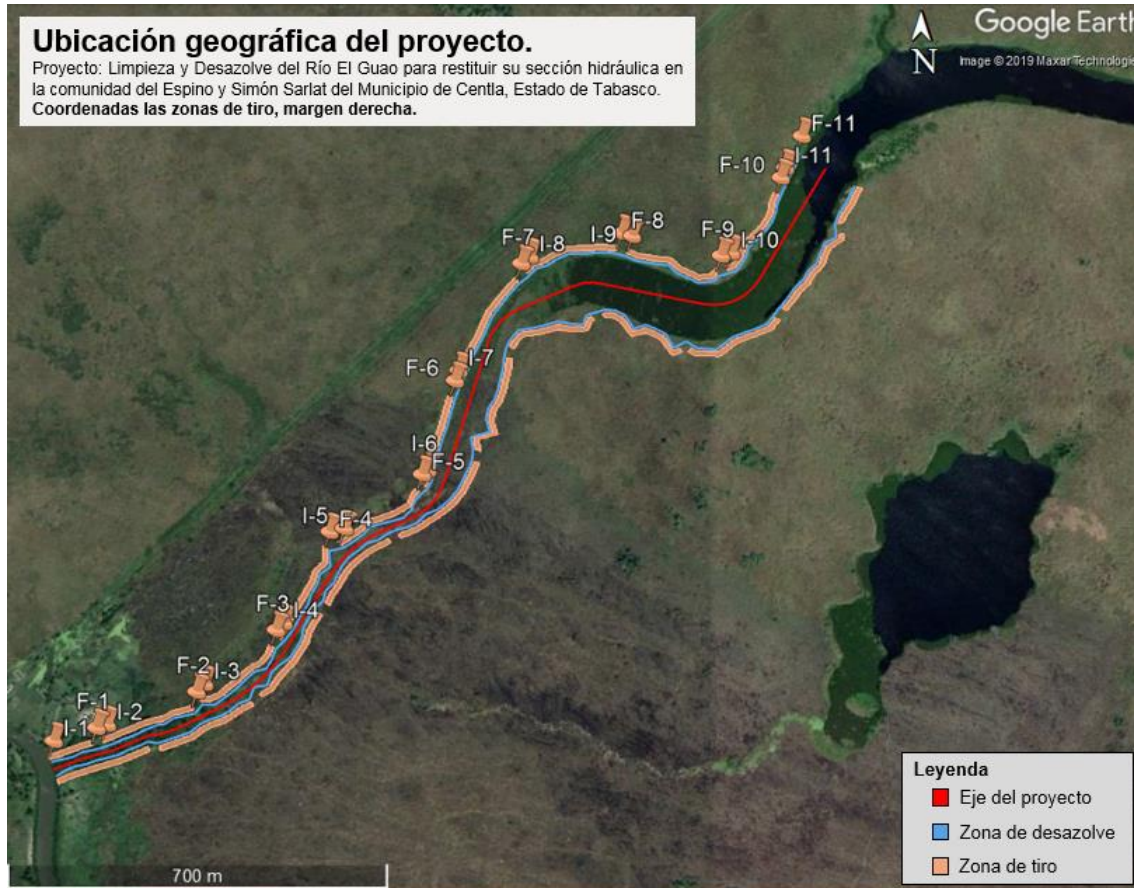 Ubicación geográfica del proyecto.
Proyecto: Limpieza y Desazolve del Río El Guao para restituir su sección hidráulica en
la comunidad del Espino y Simón Sarlat del Municipio de Centla, Estado de Tabasco.
Coordenadas las zonas de tiro, margen derecha.
Google Earth
Image © 2019 Maxar Technologie
N
F-11
F-10
I-11
F-7
I-8
I-9
F-8
F-9
I-10
F-6
I-7
I-6
F-5
I-5
F-4
F-3
I-4
F-2
I-3
F-1
I-2
I-1
Leyenda
Eje del proyecto
Zona de desazolve
Zona de tiro
700 m